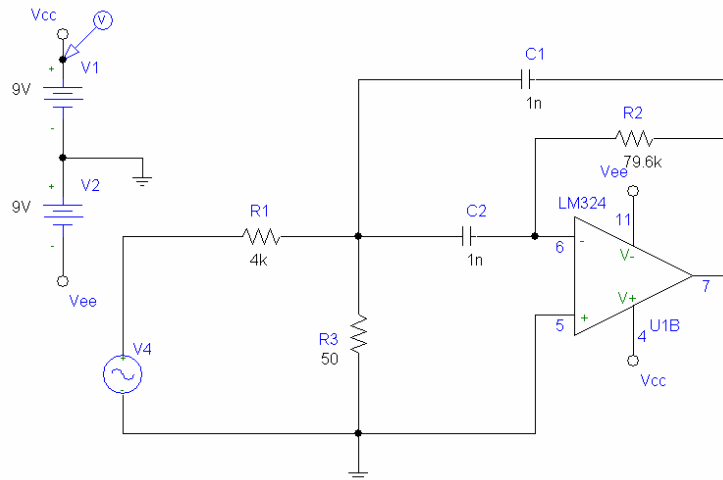 Vcc
V
V1
+
9V
-
V2
+
9V
-
Vee
C1
1n
R2
79.6k
Vee
LM324
11
R1
4k
C2
1n
6
-
V-
7
V+
5
+
U1B
4
Vcc
R3
50
V4
+
-